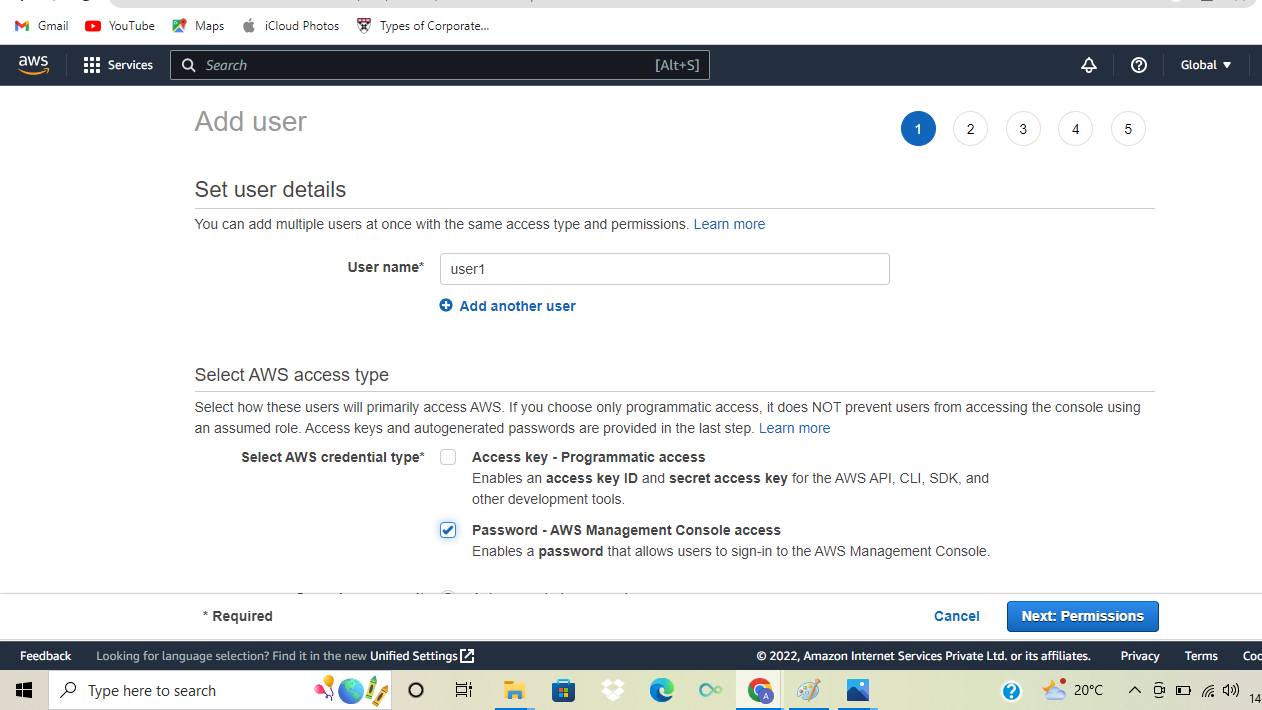 Gmail YouTube Maps iCloud Photos Types of Corporate...
aws Services Search [Alt+S] Global
Add user 1 2 3 4 5
Set user details
You can add multiple users at once with the same access type and permissions. Learn more
User name* user1
Add another user
Select AWS access type
Select how these users will primarily access AWS. If you choose only programmatic access, it does NOT prevent users from accessing the console using
an assumed role. Access keys and autogenerated passwords are provided in the last step. Learn more
Select AWS credential type* Access key - Programmatic access
Enables an access key ID and secret access key for the AWS API, CLI, SDK, and
other development tools.
Password - AWS Management Console access
Enables a password that allows users to sign-in to the AWS Management Console.
* Required Cancel Next: Permissions
Feedback Looking for language selection? Find it in the new Unified Settings © 2022, Amazon Internet Services Private Ltd. or its affiliates. Privacy Terms Coo
Type here to search 20°C 14